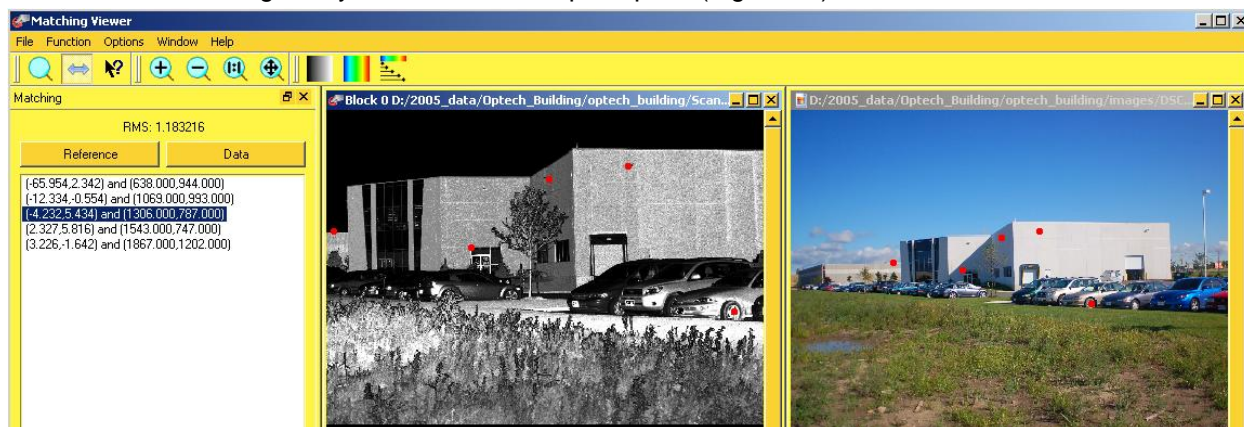 Matching Viewer
File Function Options Window Help
Matching
RMS: 1.183216
Reference Data
(-65.954,2.342) and (638.000,944.000)
(-12.334,-0.554) and (1069.000,993.000)
(-4.232,5.434) and (1306.000,787.000)
(2.327,5.816) and (1543.000,747.000)
(3.226,-1.642) and (1867.000,1202.000)
Block 0 D:/2005_data/Optech_Building/optech_building/Scan...
D:/2005_data/Optech_Building/optech_building/images/DSC...